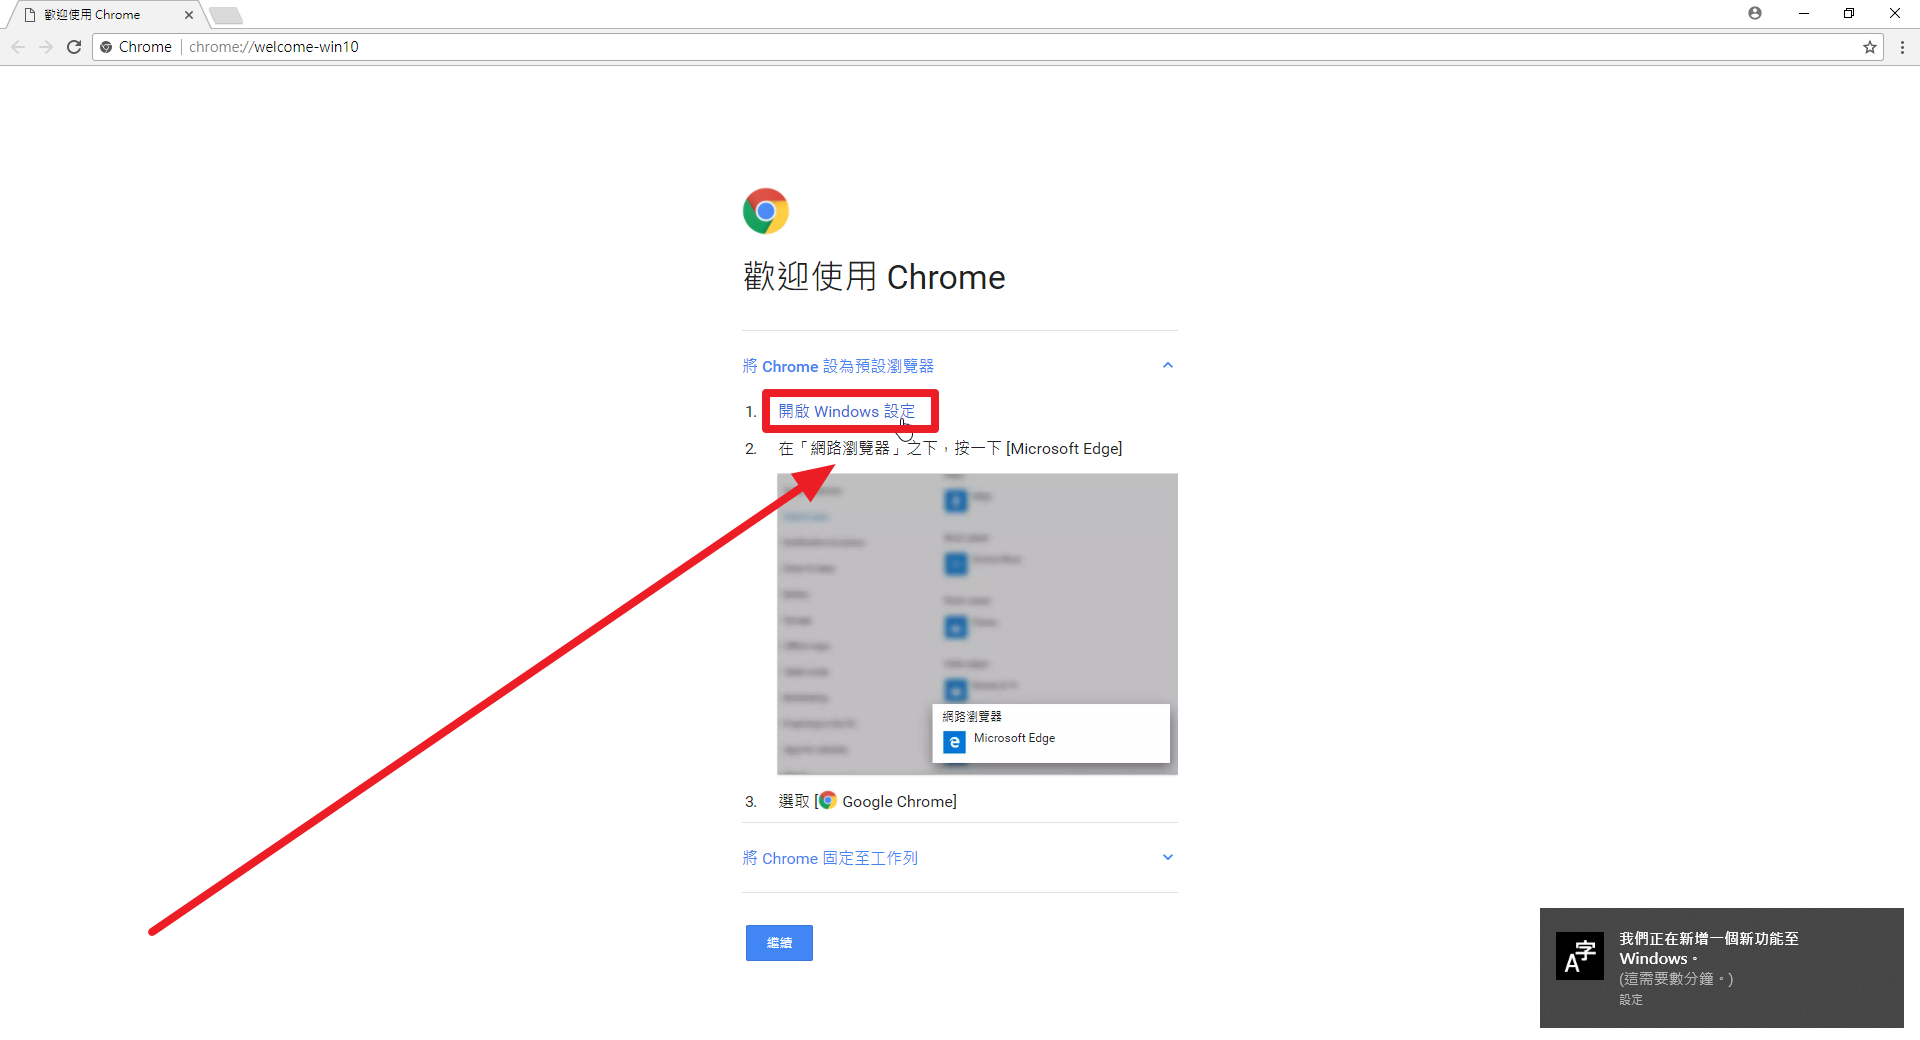 歡迎使用 Chrome
Chrome
chrome://welcome-win10
歡迎使用 Chrome
將 Chrome 設為預設瀏覽器
1. 開啟 Windows 設定
2. 在「網路瀏覽器」之下，按一下 [Microsoft Edge]
網路瀏覽器
Microsoft Edge
3. 選取 [ Google Chrome]
將 Chrome 固定至工作列
繼續
A字
我們正在新增一個新功能至
Windows。
(這需要數分鐘。)
設定